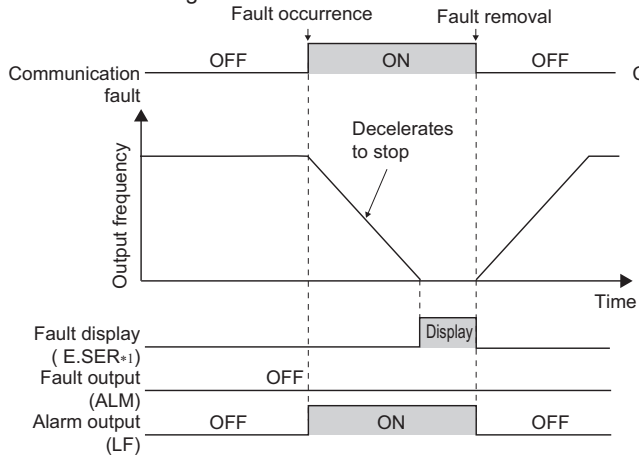 Fault occurrence
Fault removal
Communication
fault
OFF
ON
OFF
Output frequency
Decelerates
to stop
Time
Fault display
( E.SER*1)
Display
Fault output
(ALM)
OFF
Alarm output
(LF)
OFF
ON
OFF